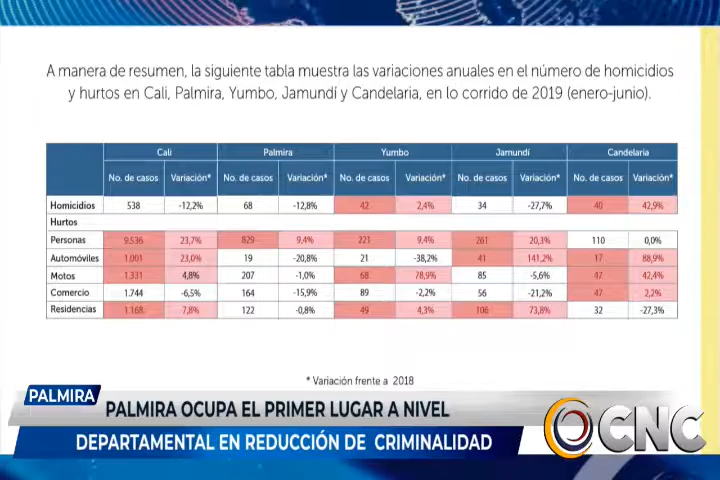 A manera de resumen, la siguiente tabla muestra las variaciones anuales en el número de homicidios
y hurtos en Cali, Palmira, Yumbo, Jamundí y Candelaria, en lo corrido de 2019 (enero-junio).
Cali Palmira Yumbo Jamundí Candelaria
No. de casos Variación* No. de casos Variación* No. de casos Variación* No. de casos Variación* No. de casos Variación*
Homicidios 538 -12,2% 68 -12,8% 42 2,4% 34 -27,7% 40 42,9%
Hurtos
Personas 9.536 23,7% 829 9,4% 221 9,4% 261 20,3% 110 0,0%
Automóviles 1.001 23,0% 19 -20,8% 21 -38,2% 41 141,2% 17 88,9%
Motos 1.331 4,8% 207 -1,0% 68 78,9% 85 -5,6% 47 42,4%
Comercio 1.744 -6,5% 164 -15,9% 89 -2,2% 56 -21,2% 47 2,2%
Residencias 1.168 7,8% 122 -0,8% 49 4,3% 106 73,8% 32 -27,3%
* Variación frente a 2018
PALMIRA
PALMIRA OCUPA EL PRIMER LUGAR A NIVEL
DEPARTAMENTAL EN REDUCCIÓN DE CRIMINALIDAD
CNC